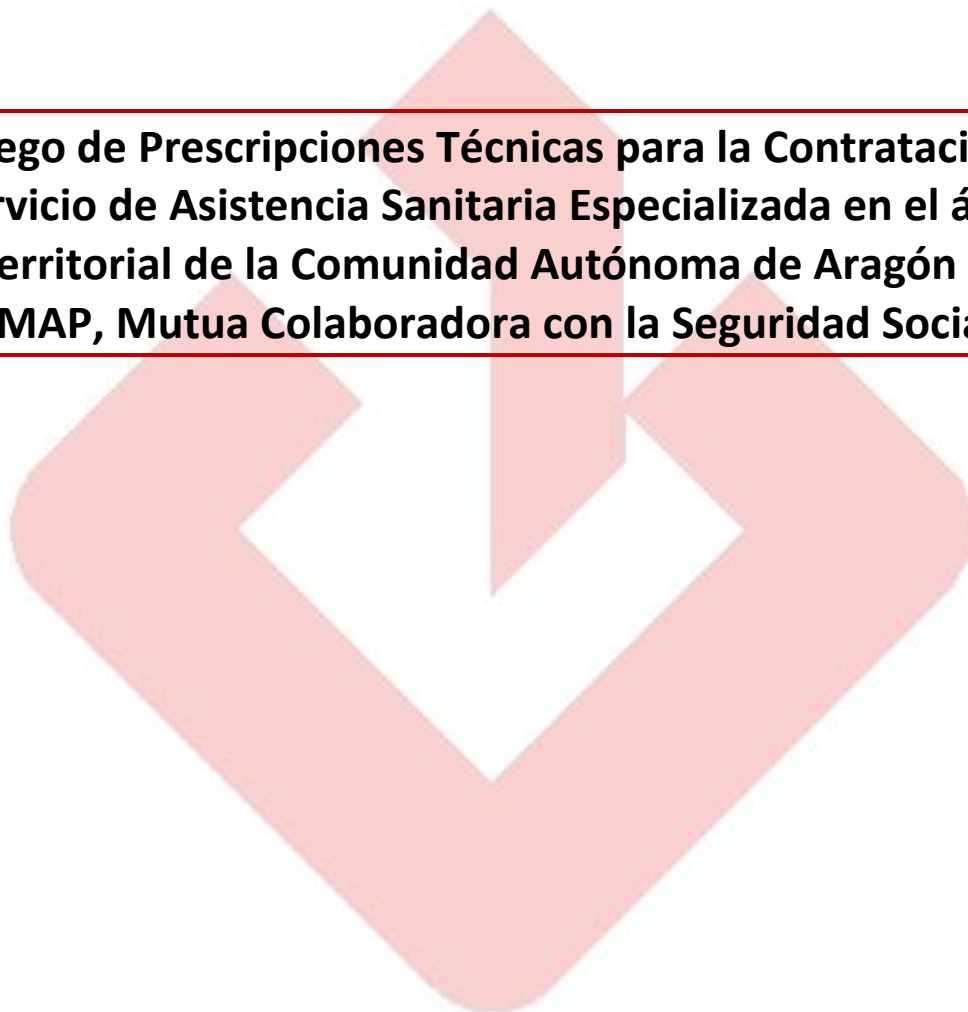 ego de Prescripciones Técnicas para la Contrataci
rvicio de Asistencia Sanitaria Especializada en el á
erritorial de la Comunidad Autónoma de Aragón
MAP, Mutua Colaboradora con la Seguridad Socia